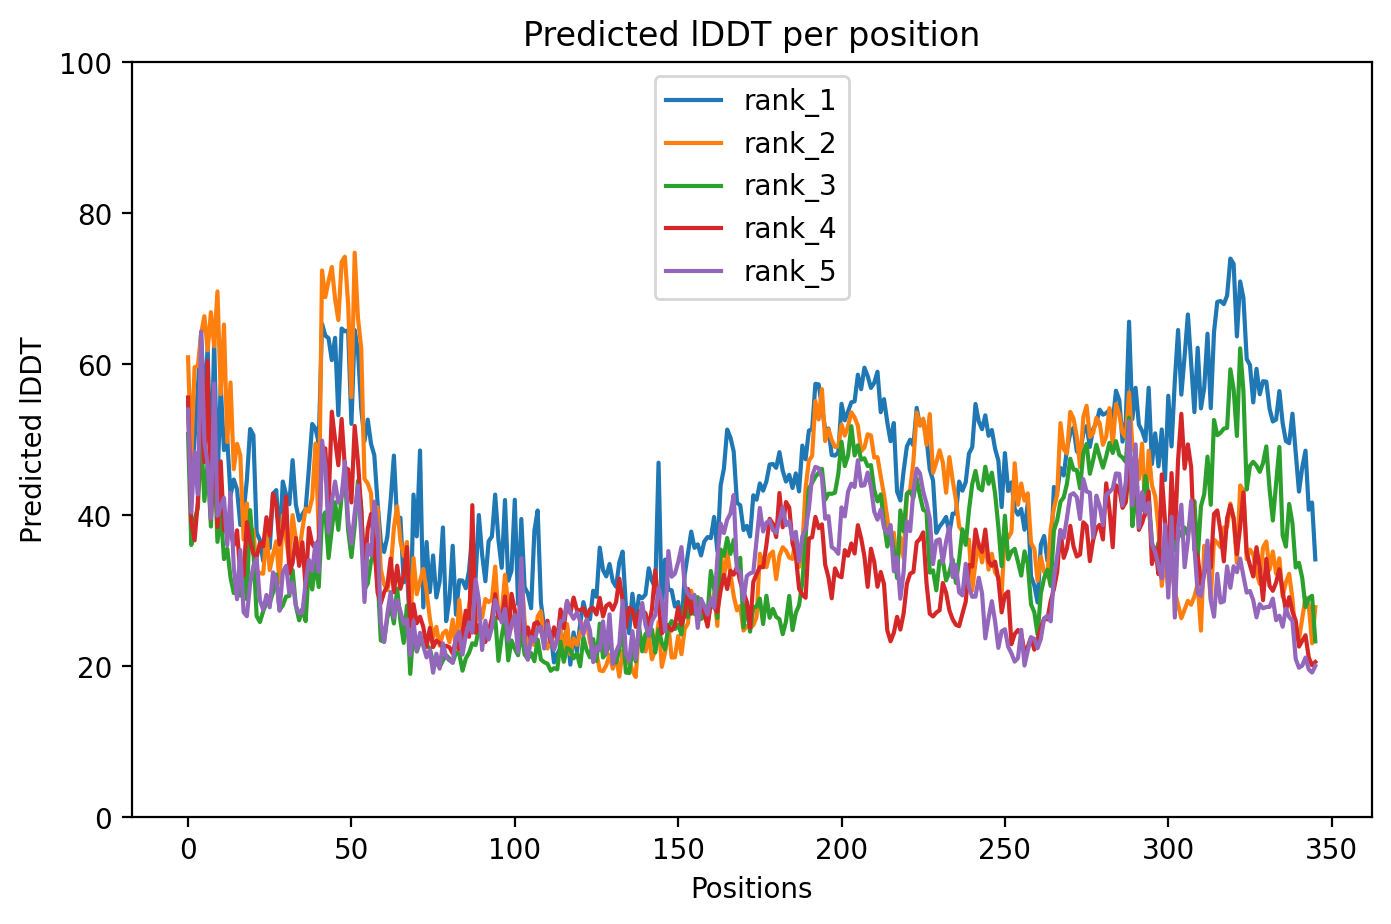 Predicted lDDT per position
100
80
60
40
20
0
Predicted lDDT
rank_1
rank_2
rank_3
rank_4
rank_5
0 50 100 150 200 250 300 350
Positions